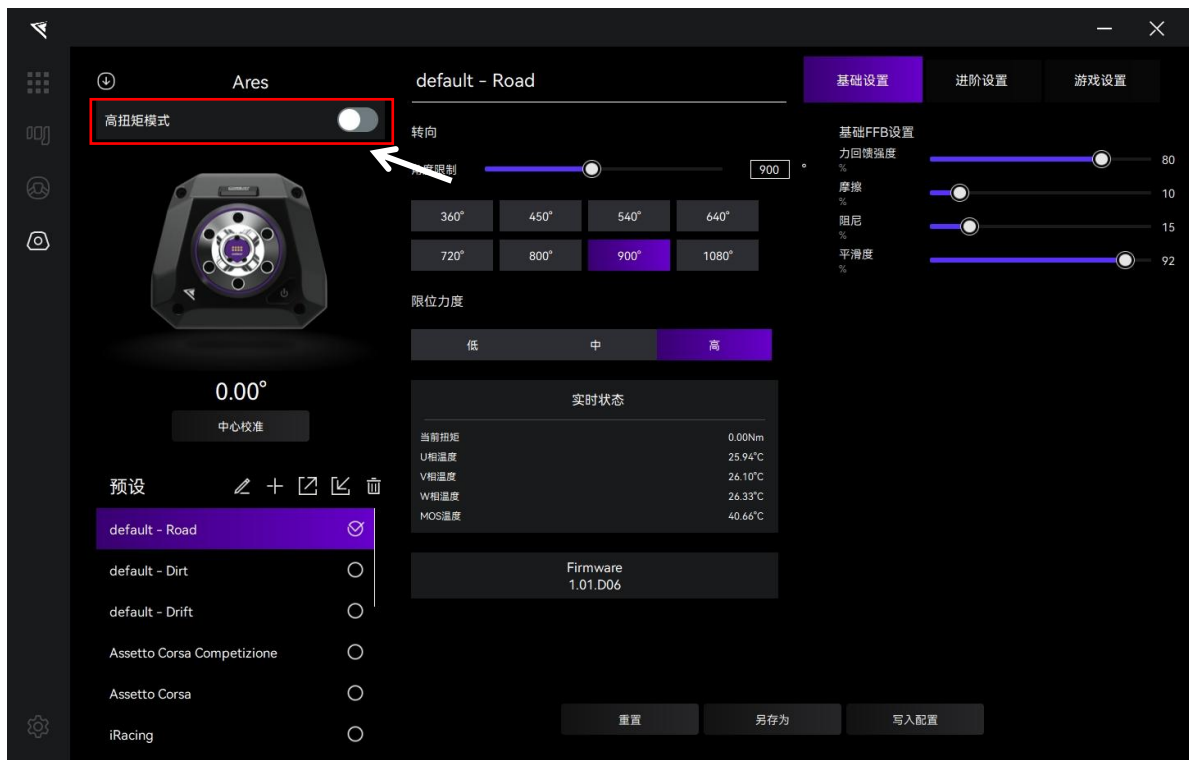 Ares
高扭矩模式
0.00°
中心校准
预设
default - Road
default - Dirt
default - Drift
Assetto Corsa Competizione
Assetto Corsa
iRacing
default - Road
转向
角度限制
900 °
360° 450° 540° 640°
720° 800° 900° 1080°
限位力度
低 中 高
实时状态
当前扭矩 0.00Nm
U相温度 25.94°C
V相温度 26.10°C
W相温度 26.33°C
MOS温度 40.66°C
Firmware
1.01.D06
重置 另存为 写入配置
基础设置 进阶设置 游戏设置
基础FFB设置
力回馈强度 80
%
摩擦 10
%
阻尼 15
%
平滑度 92
%